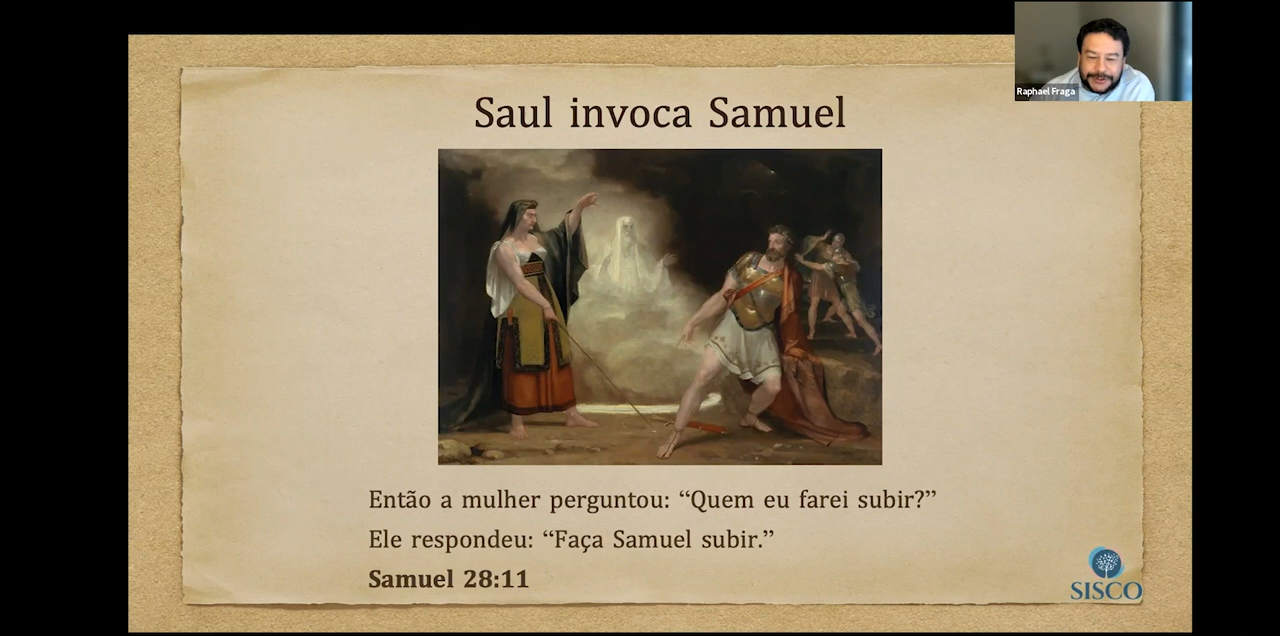 Raphael Fraga
Saul invoca Samuel
Então a mulher perguntou: “Quem eu farei subir?”
Ele respondeu: “Faça Samuel subir.”
Samuel 28:11
SISCO